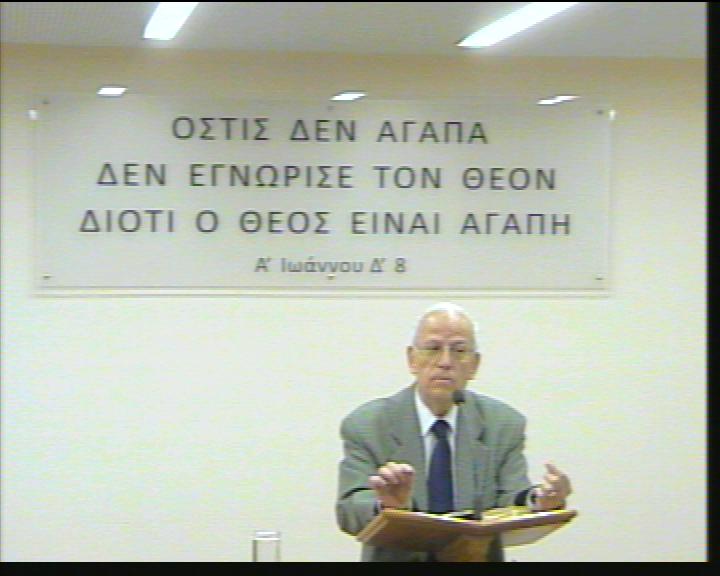 ΟΣΤΙΣ ΔΕΝ ΑΓΑΠΑ
ΔΕΝ ΕΓΝΩΡΙΣΕ ΤΟΝ ΘΕΟΝ
ΔΙΟΤΙ Ο ΘΕΟΣ ΕΙΝΑΙ ΑΓΑΠΗ
Α' Ιωάννου Δ' 8